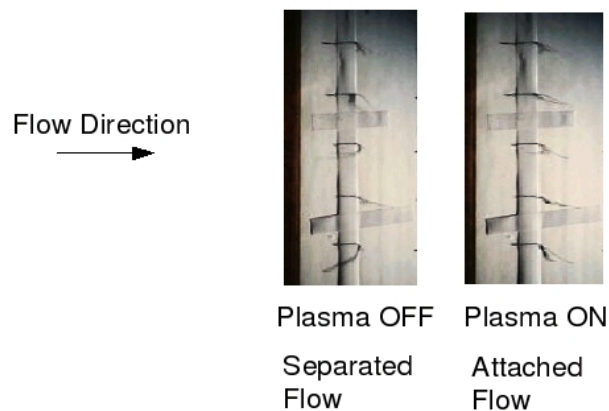 Flow Direction
Plasma OFF
Plasma ON
Separated
Flow
Attached
Flow